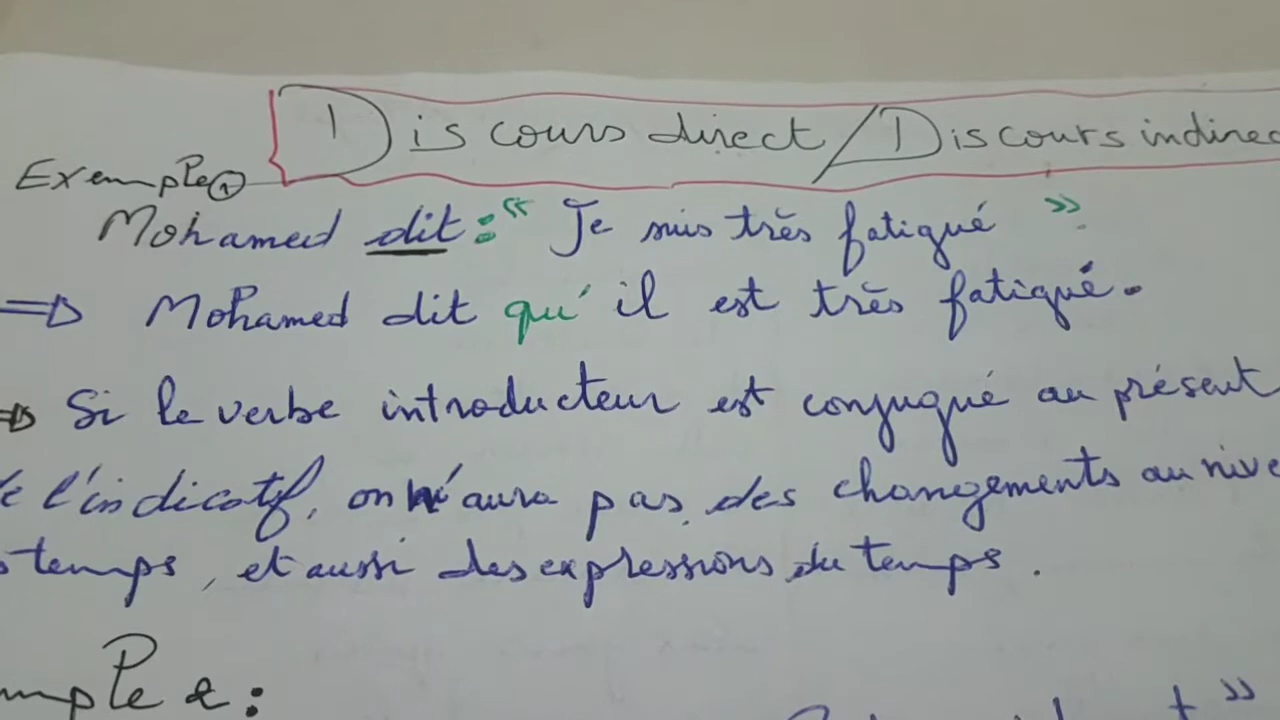 Discours direct / Discours indirec
Exemple 1
Mohamed dit : « Je suis très fatigué »
⇒ Mohamed dit qu'il est très fatigué.
⇒ Si le verbe introducteur est conjugué au présent
de l'indicatif, on n'aura pas des changements au nive
temps, et aussi des expressions du temps.
mple 2 :
»